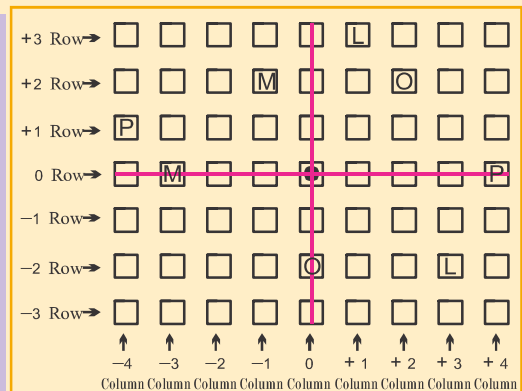 +3 Row L
+2 Row M O
+1 Row P
0 Row M P
−1 Row
−2 Row O L
−3 Row
−4 −3 −2 −1 0 + 1 + 2 + 3 + 4
Column Column Column Column Column Column Column Column Column